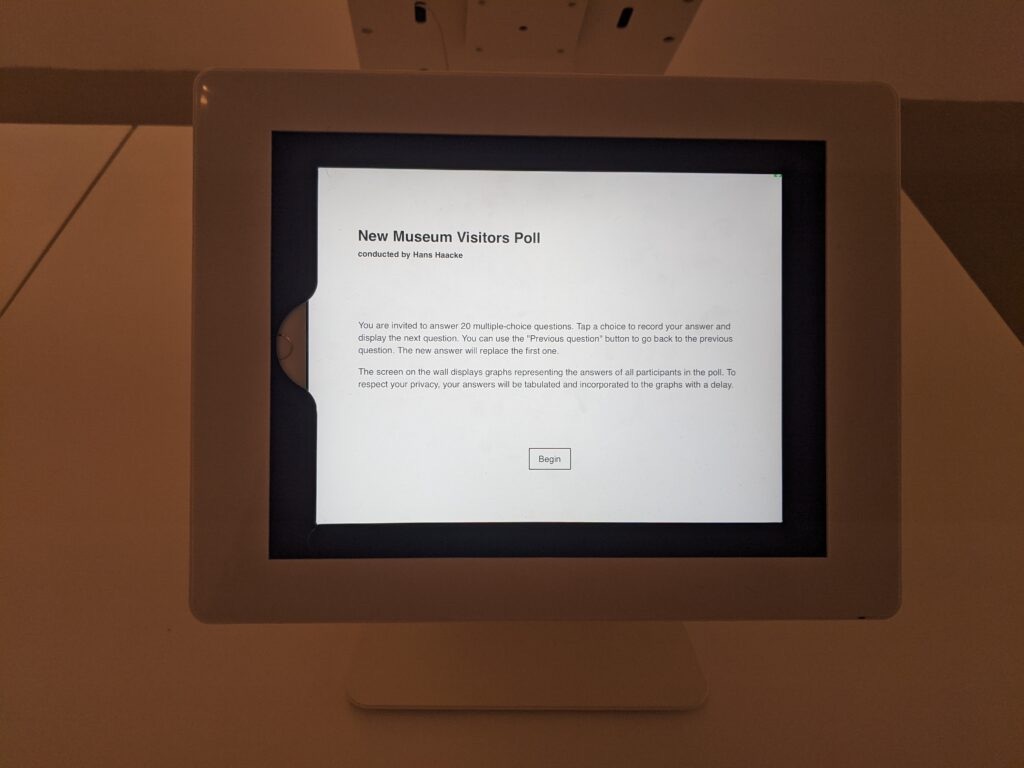 New Museum Visitors Poll
conducted by Hans Haacke
You are invited to answer 20 multiple-choice questions. Tap a choice to record your answer and
display the next question. You can use the "Previous question" button to go back to the previous
question. The new answer will replace the first one.
The screen on the wall displays graphs representing the answers of all participants in the poll. To
respect your privacy, your answers will be tabulated and incorporated to the graphs with a delay.
Begin